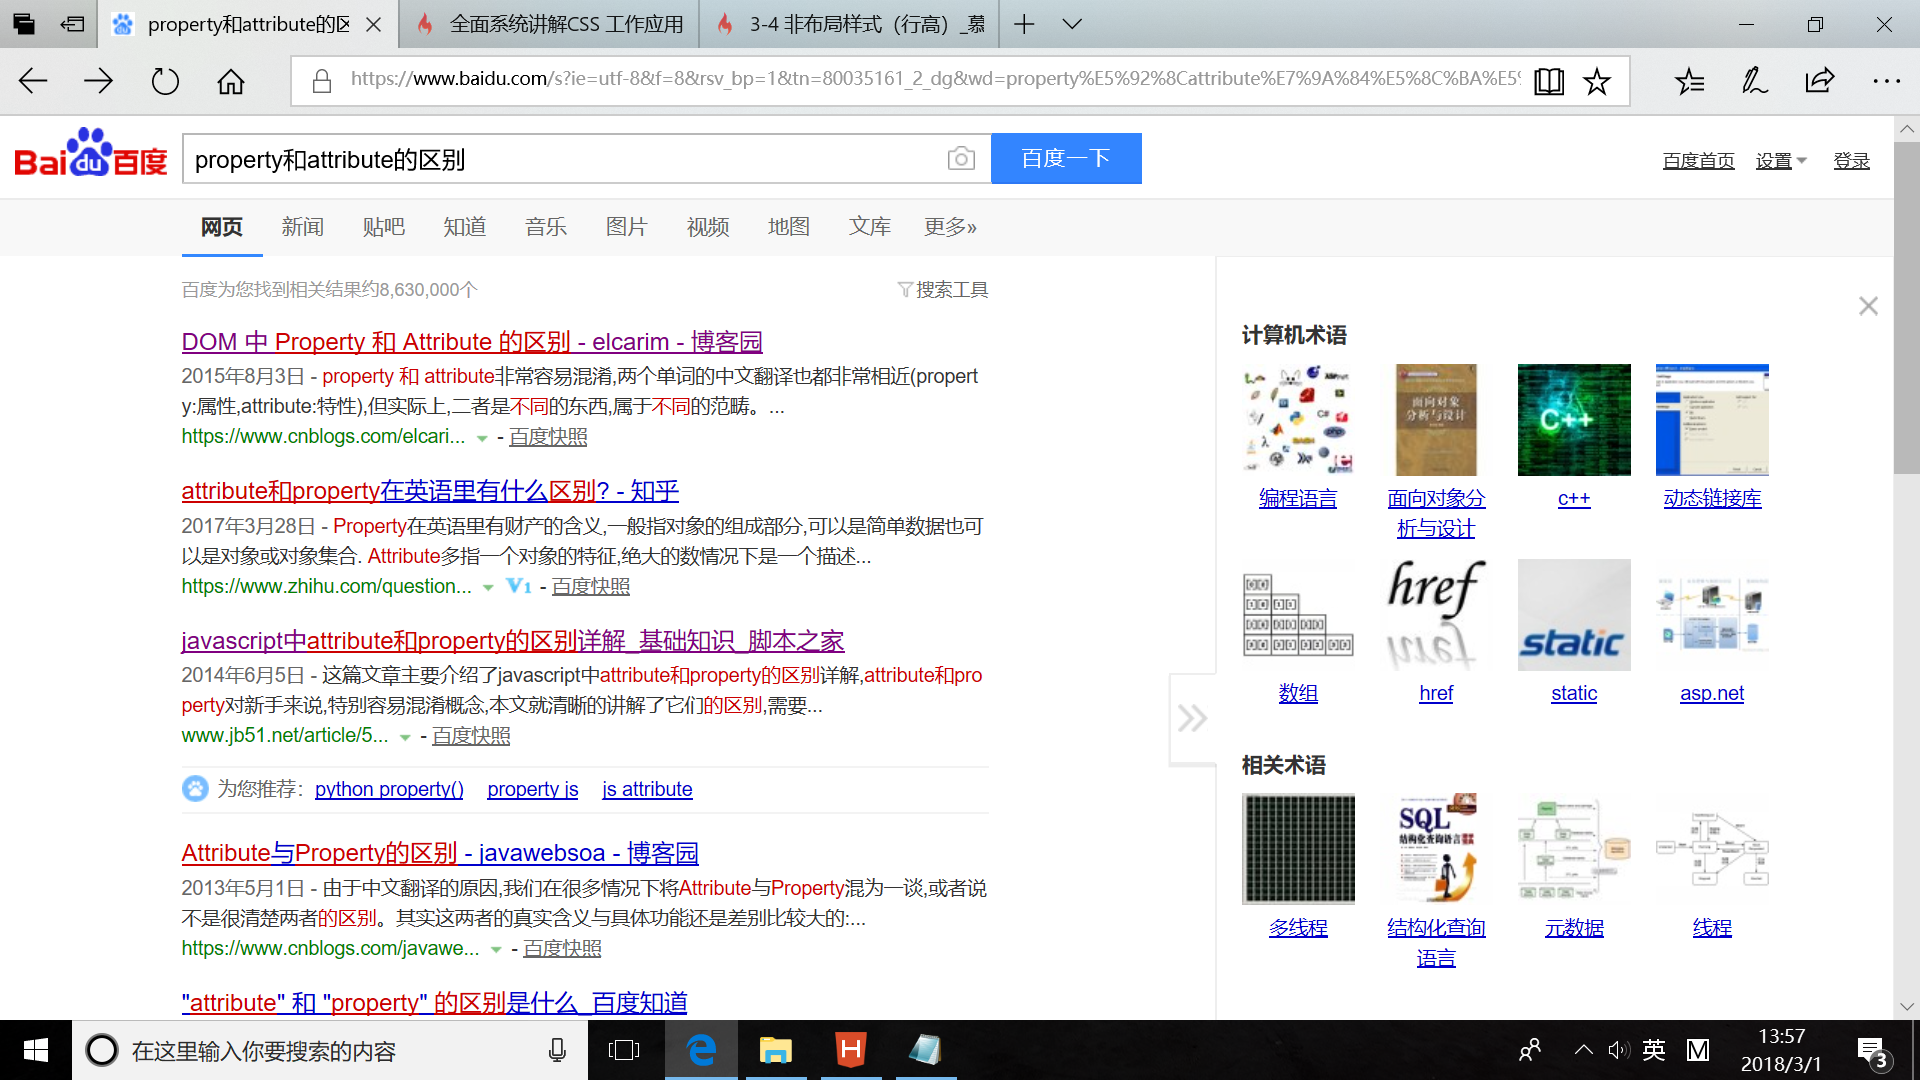 property和attribute的区
全面系统讲解CSS 工作应用
3-4 非布局样式（行高）_慕
https://www.baidu.com/s?ie=utf-8&f=8&rsv_bp=1&tn=80035161_2_dg&wd=property%E5%92%8Cattribute%E7%9A%84%E5%8C%BA%E5%
Bai du 百度
property和attribute的区别
百度一下
百度首页 设置 登录
网页 新闻 贴吧 知道 音乐 图片 视频 地图 文库 更多»
百度为您找到相关结果约8,630,000个
搜索工具
DOM 中 Property 和 Attribute 的区别 - elcarim - 博客园
2015年8月3日 - property 和 attribute非常容易混淆,两个单词的中文翻译也都非常相近(propert
y:属性,attribute:特性),但实际上,二者是不同的东西,属于不同的范畴。...
https://www.cnblogs.com/elcari... - 百度快照
attribute和property在英语里有什么区别? - 知乎
2017年3月28日 - Property在英语里有财产的含义,一般指对象的组成部分,可以是简单数据也可
以是对象或对象集合. Attribute多指一个对象的特征,绝大的数情况下是一个描述...
https://www.zhihu.com/question... V1 - 百度快照
javascript中attribute和property的区别详解_基础知识_脚本之家
2014年6月5日 - 这篇文章主要介绍了javascript中attribute和property的区别详解,attribute和pro
perty对新手来说,特别容易混淆概念,本文就清晰的讲解了它们的区别,需要...
www.jb51.net/article/5... - 百度快照
为您推荐： python property() property js js attribute
Attribute与Property的区别 - javawebsoa - 博客园
2013年5月1日 - 由于中文翻译的原因,我们在很多情况下将Attribute与Property混为一谈,或者说
不是很清楚两者的区别。其实这两者的真实含义与具体功能还是差别比较大的:...
https://www.cnblogs.com/javawe... - 百度快照
"attribute" 和 "property" 的区别是什么_百度知道
计算机术语
面向对象
分析与设计
C++
编程语言 面向对象分 c++ 动态链接库
析与设计
href
static
数组 href static asp.net
相关术语
SQL
结构化查询语言
多线程 结构化查询 元数据 线程
语言
在这里输入你要搜索的内容
H
英
M
13:57
2018/3/1
3